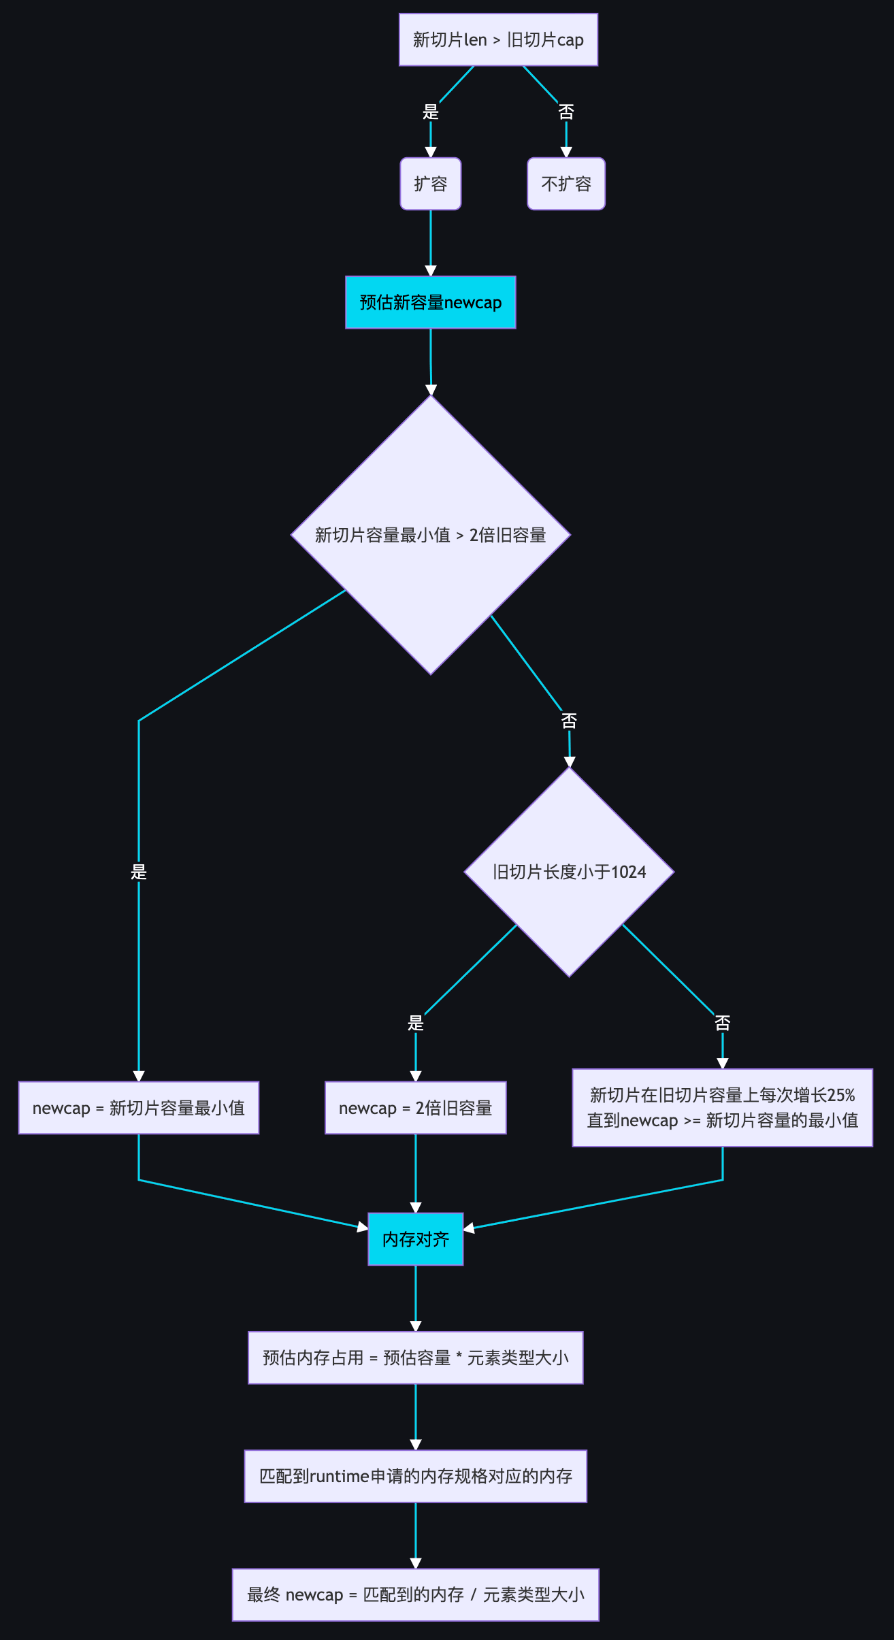 新切片len > 旧切片cap
是
否
扩容
不扩容
预估新容量newcap
新切片容量最小值 > 2倍旧容量
否
是
旧切片长度小于1024
是
否
newcap = 新切片容量最小值
newcap = 2倍旧容量
新切片在旧切片容量上每次增长25%
直到newcap >= 新切片容量的最小值
内存对齐
预估内存占用 = 预估容量 * 元素类型大小
匹配到runtime申请的内存规格对应的内存
最终 newcap = 匹配到的内存 / 元素类型大小